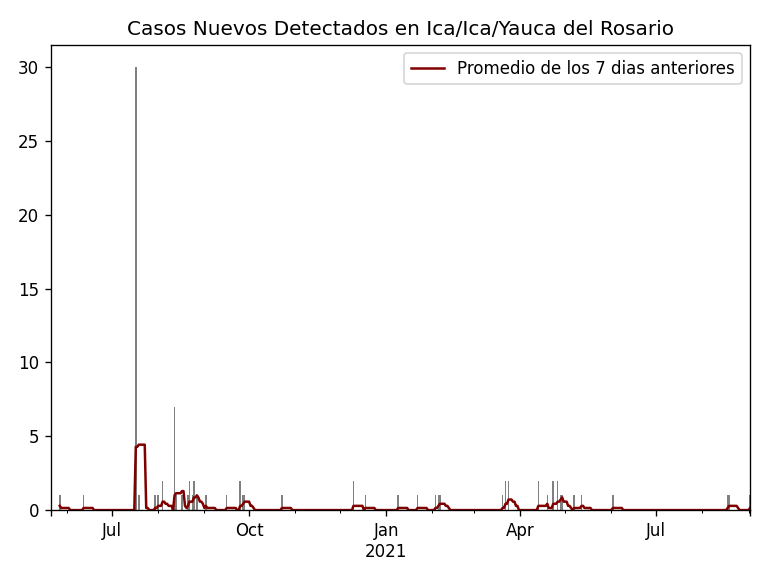 Casos Nuevos Detectados en Ica/Ica/Yauca del Rosario
Promedio de los 7 dias anteriores
30
25
20
15
10
5
0
Jul
Oct
Jan
2021
Apr
Jul